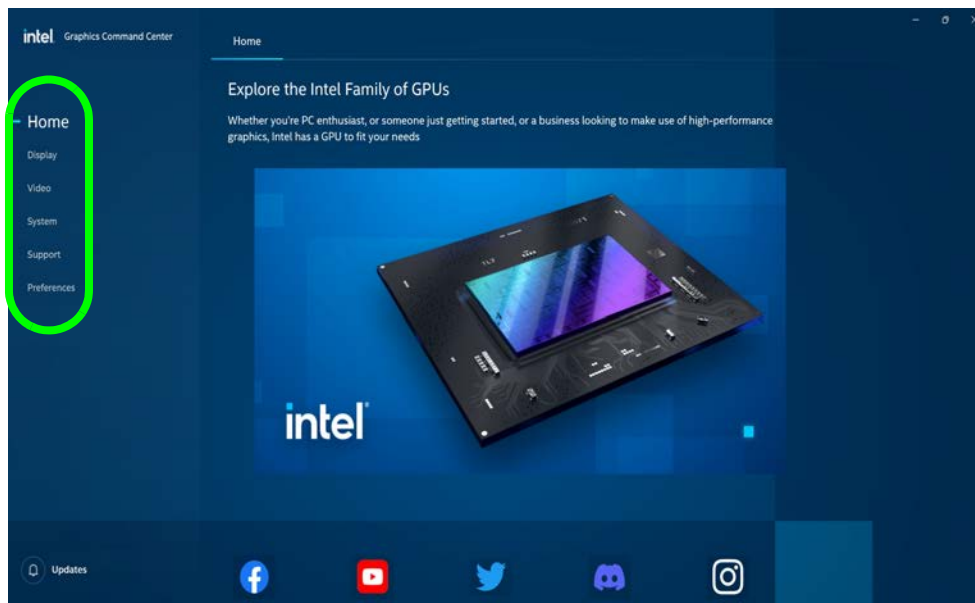 intel. Graphics Command Center
Home
Home
Display
Video
System
Support
Preferences
Explore the Intel Family of GPUs
Whether you're PC enthusiast, or someone just getting started, or a business looking to make use of high-performance
graphics, Intel has a GPU to fit your needs
intel
Updates